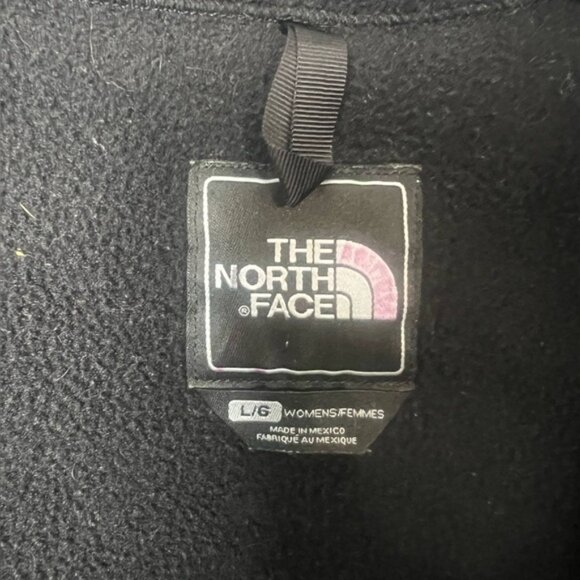 THE
NORTH
®FACE
L/G WOMENS/FEMMES
MADE IN MEXICO
FABRIQUÉ AU MEXIQUE